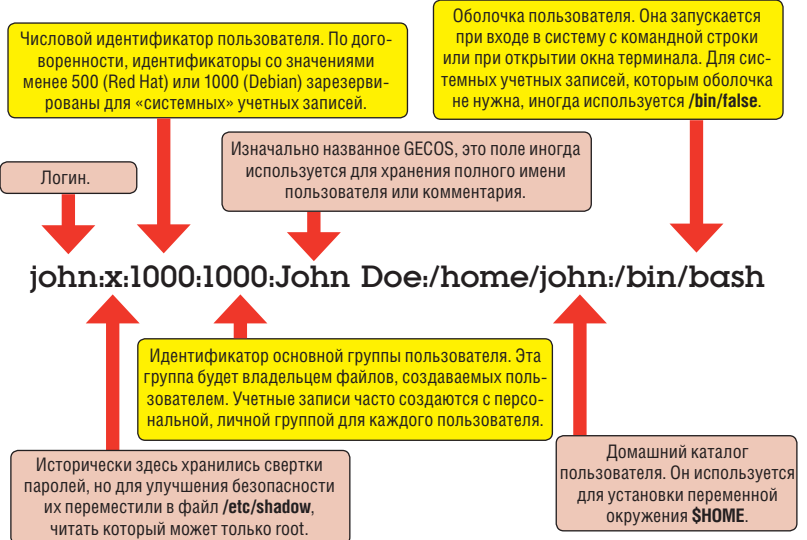 Числовой идентификатор пользователя. По дого-
воренности, идентификаторы со значениями
менее 500 (Red Hat) или 1000 (Debian) зарезерви-
рованы для «системных» учетных записей.
Оболочка пользователя. Она запускается
при входе в систему с командной строки
или при открытии окна терминала. Для сис-
темных учетных записей, которым оболочка
не нужна, иногда используется /bin/false.
Логин.
Изначально названное GECOS, это поле иногда
используется для хранения полного имени
пользователя или комментария.
john:x:1000:1000:John Doe:/home/john:/bin/bash
Идентификатор основной группы пользователя. Эта
группа будет владельцем файлов, создаваемых поль-
зователем. Учетные записи часто создаются с персо-
нальной, личной группой для каждого пользователя.
Исторически здесь хранились свертки
паролей, но для улучшения безопасности
их переместили в файл /etc/shadow,
читать который может только root.
Домашний каталог
пользователя. Он используется
для установки переменной
окружения $HOME.